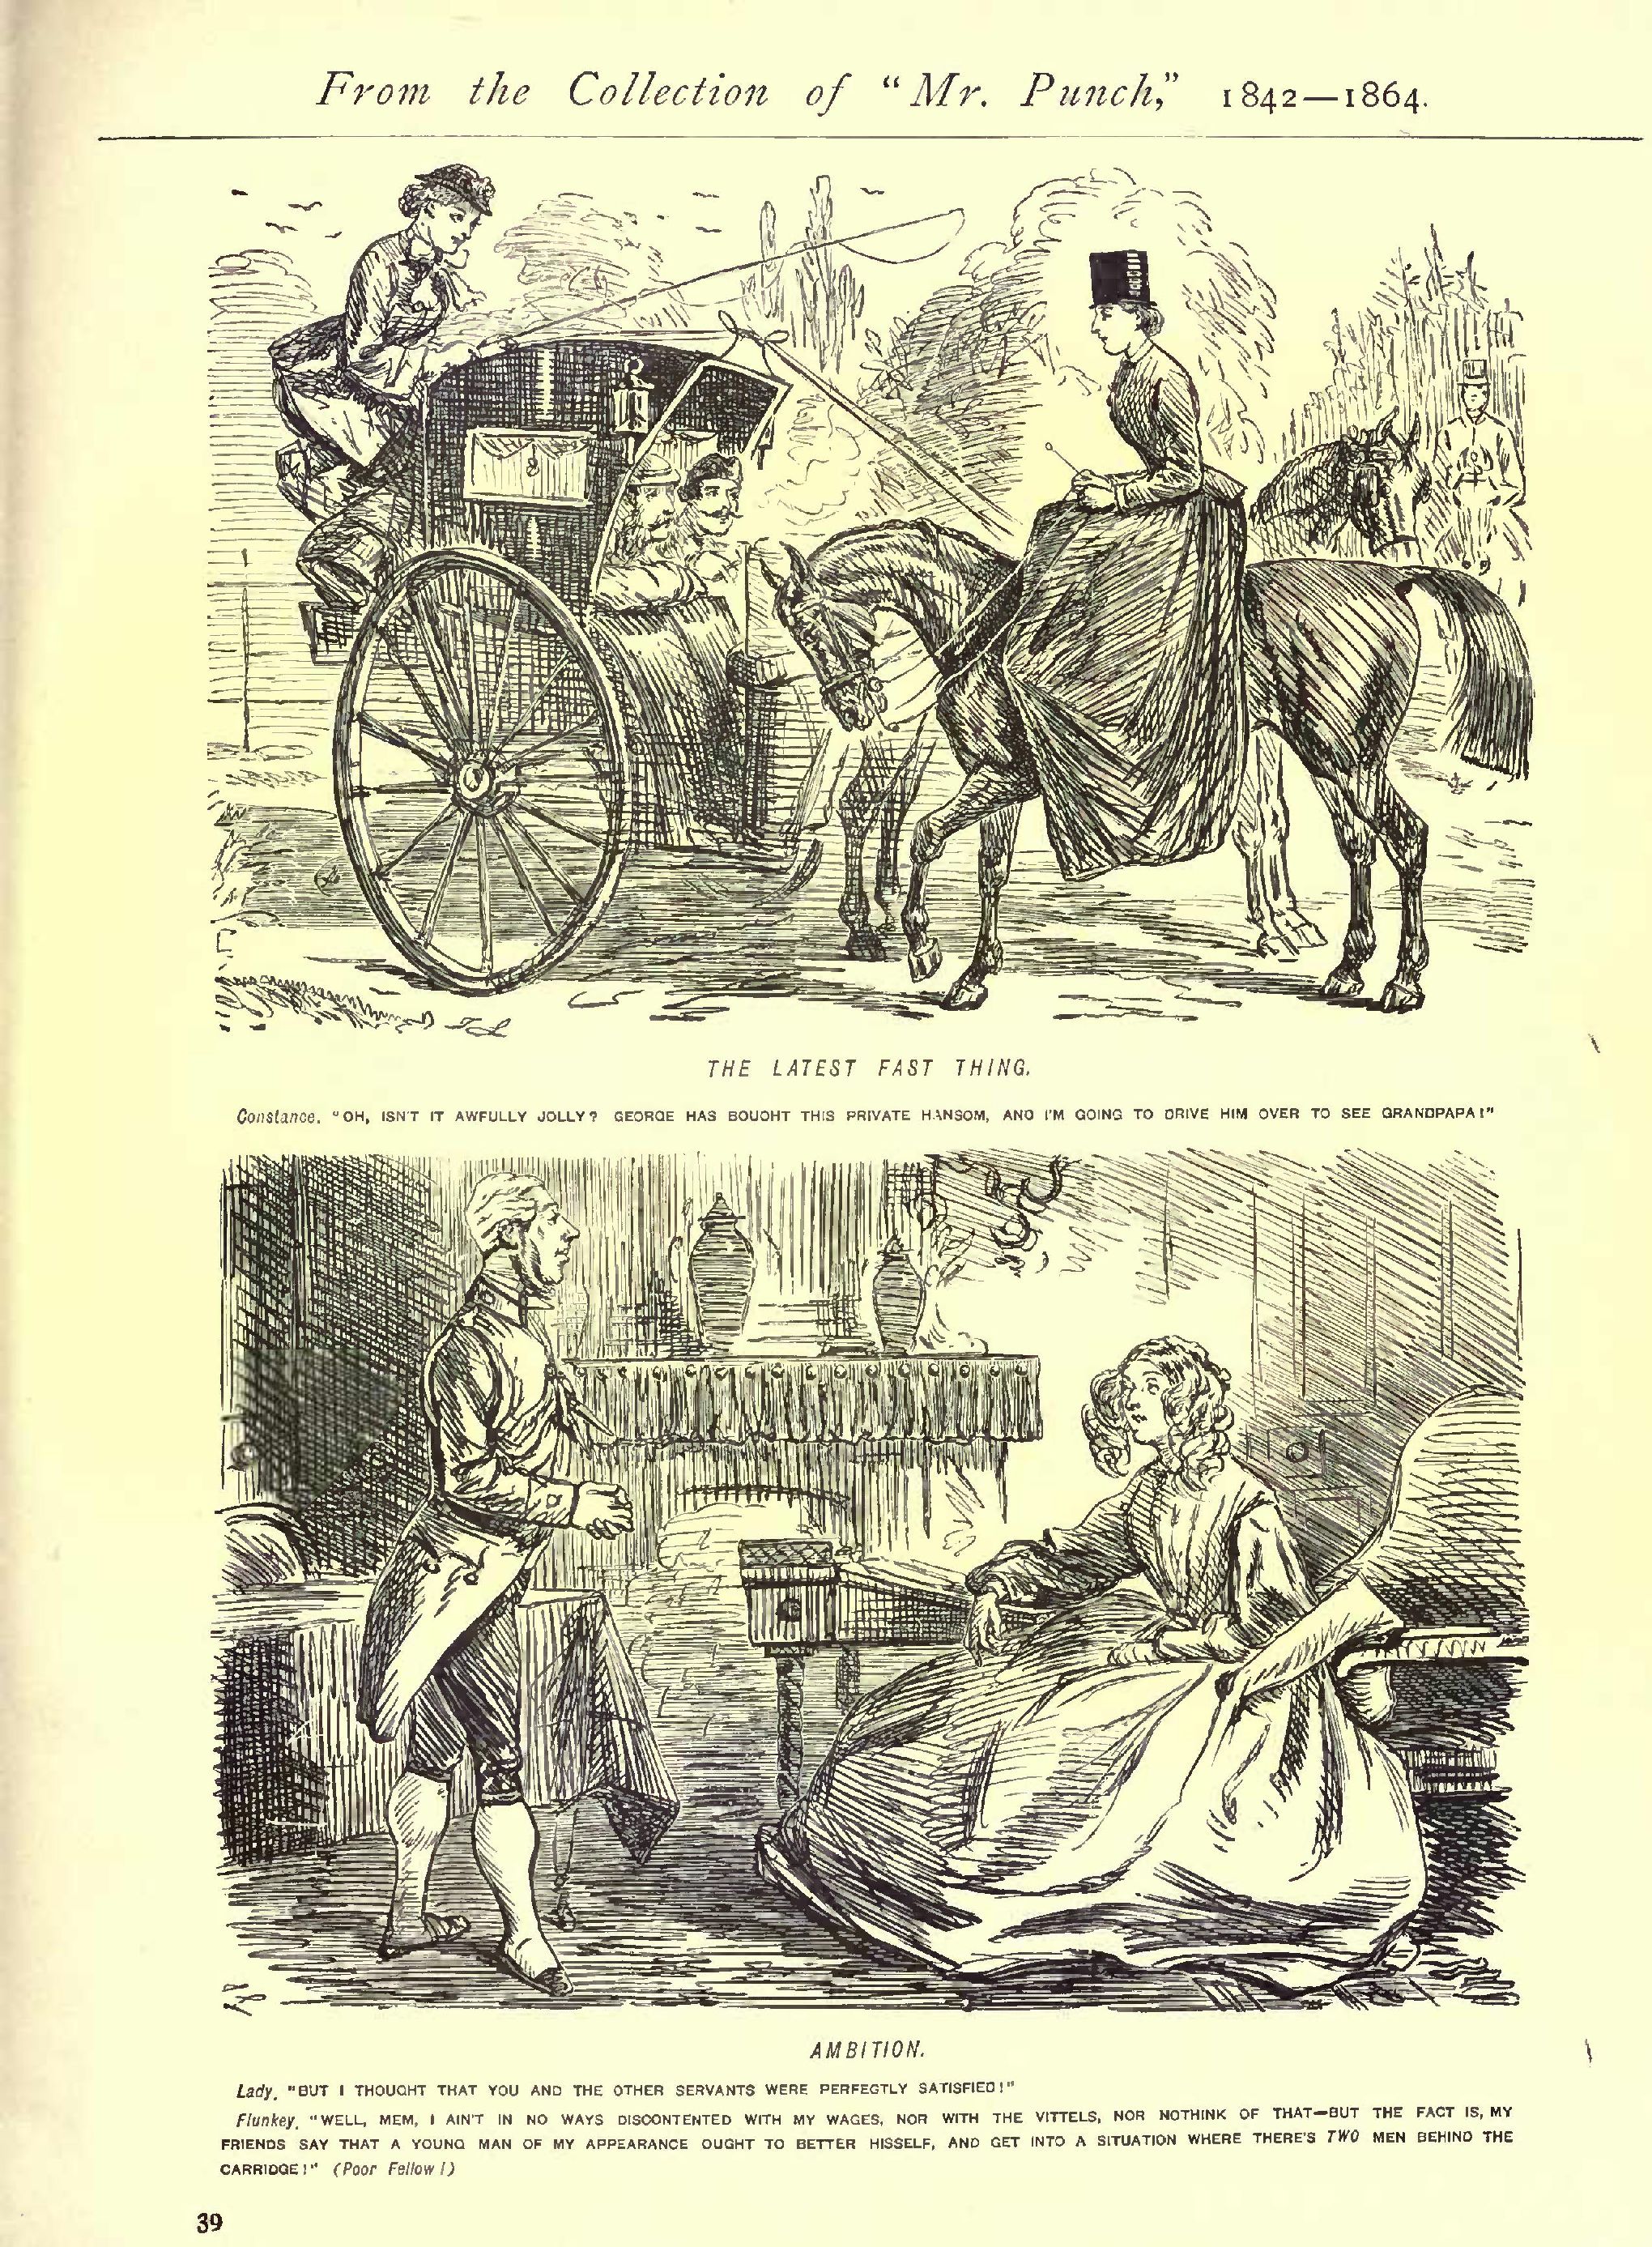 From the Collection of “Mr. Punch,” 1842—1864.
THE LATEST FAST THING.
Constance. “OH, ISN'T IT AWFULLY JOLLY? GEORGE HAS BOUGHT THIS PRIVATE HANSOM, AND I'M GOING TO DRIVE HIM OVER TO SEE GRANDPAPA!”
AMBITION.
Lady. “BUT I THOUGHT THAT YOU AND THE OTHER SERVANTS WERE PERFECTLY SATISFIED!”
Flunkey. “WELL, MEM, I AIN'T IN NO WAYS DISCONTENTED WITH MY WAGES, NOR WITH THE VITTELS, NOR NOTHINK OF THAT—BUT THE FACT IS, MY
FRIENDS SAY THAT A YOUNG MAN OF MY APPEARANCE OUGHT TO BETTER HISSELF, AND GET INTO A SITUATION WHERE THERE'S TWO MEN BEHIND THE
CARRIDGE!” (Poor Fellow!)
39